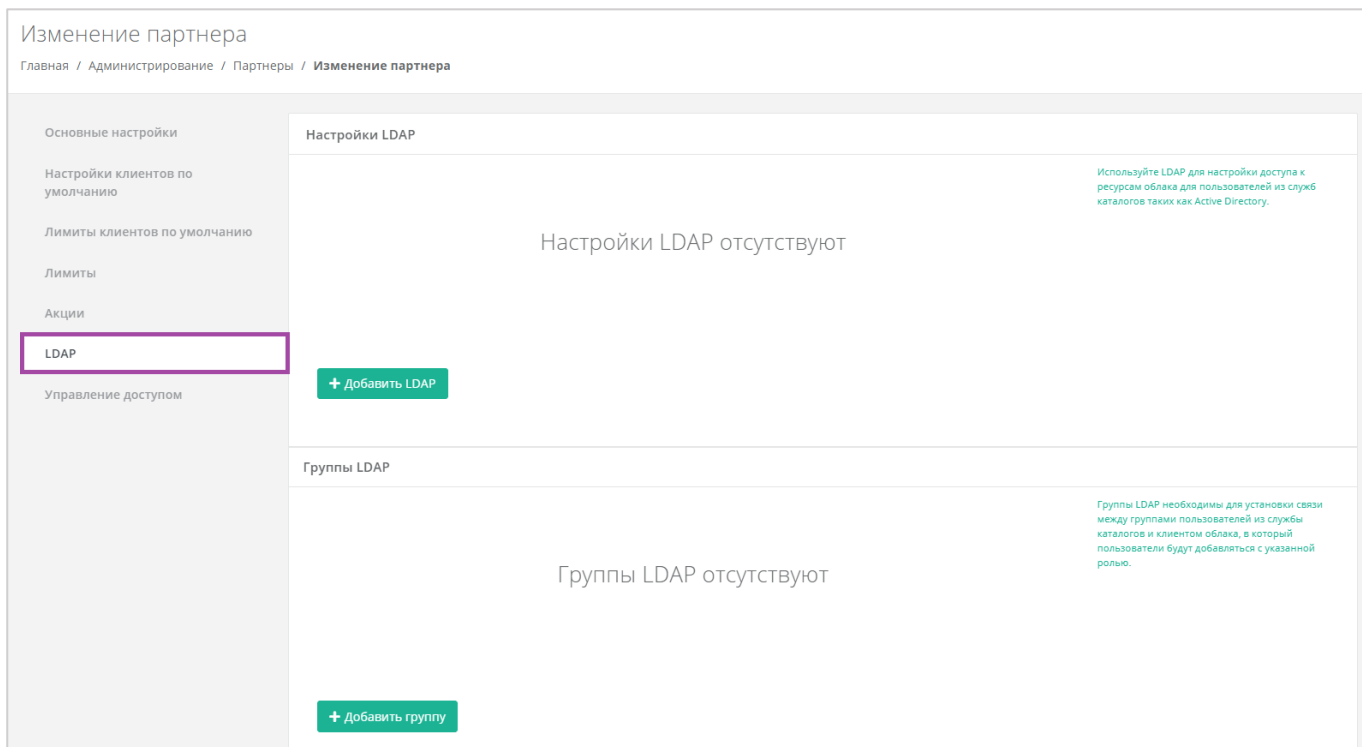 Изменение партнера
Главная / Администрирование / Партнеры / Изменение партнера
Основные настройки
Настройки клиентов по
умолчанию
Лимиты клиентов по умолчанию
Лимиты
Акции
LDAP
Управление доступом
Настройки LDAP
Используйте LDAP для настройки доступа к
ресурсам облака для пользователей из служб
каталогов таких как Active Directory.
Настройки LDAP отсутствуют
+ Добавить LDAP
Группы LDAP
Группы LDAP необходимы для установки связи
между группами пользователей из службы
каталогов и клиентом облака, в который
пользователи будут добавляться с указанной
ролью.
Группы LDAP отсутствуют
+ Добавить группу